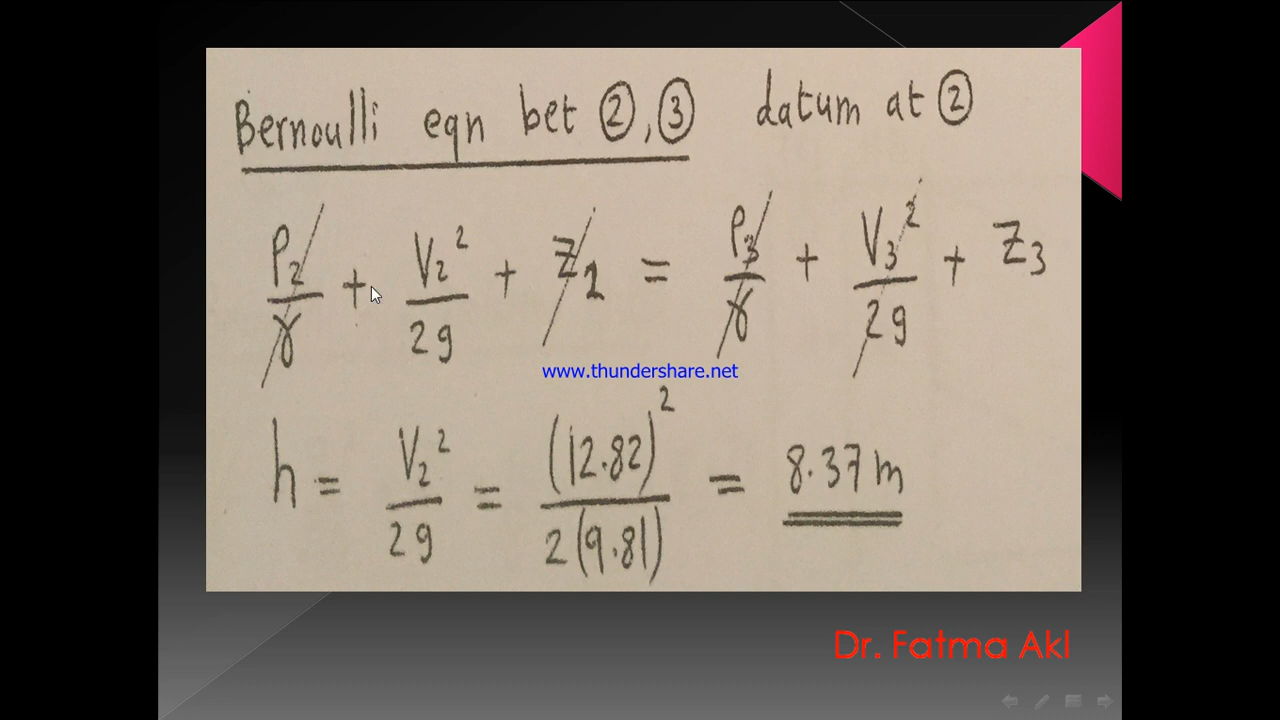 Bernoulli eqn bet ②,③ datum at ②
P₂/γ + V₂²/2g + Z₂ = P₃/γ + V₃²/2g + Z₃
www.thundershare.net
h = V₂²/2g = (12.82)²/2(9.81) = 8.37m
Dr. Fatma Akl